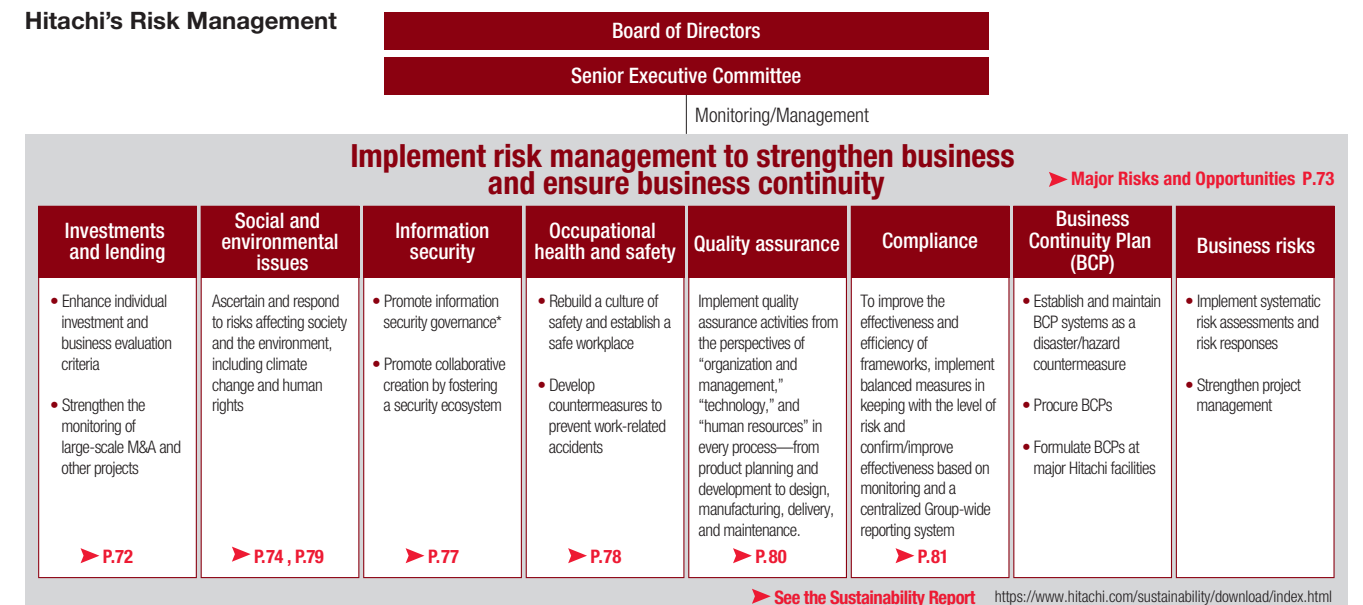 Hitachi's Risk Management
Board of Directors
Senior Executive Committee
Monitoring/Management
Implement risk management to strengthen business
and ensure business continuity
➤ Major Risks and Opportunities P.73
Investments
and lending
• Enhance individual
investment and
business evaluation
criteria
• Strengthen the
monitoring of
large-scale M&A and
other projects
➤ P.72
Social and
environmental
issues
Ascertain and respond
to risks affecting society
and the environment,
including climate
change and human
rights
➤ P.74 , P.79
Information
security
• Promote information
security governance*
• Promote collaborative
creation by fostering
a security ecosystem
➤ P.77
Occupational
health and safety
• Rebuild a culture of
safety and establish a
safe workplace
• Develop
countermeasures to
prevent work-related
accidents
➤ P.78
Quality assurance
Implement quality
assurance activities from
the perspectives of
“organization and
management,”
“technology,” and
“human resources” in
every process—from
product planning and
development to design,
manufacturing, delivery,
and maintenance.
➤ P.80
Compliance
To improve the
effectiveness and
efficiency of
frameworks, implement
balanced measures in
keeping with the level of
risk and
confirm/improve
effectiveness based on
monitoring and a
centralized Group-wide
reporting system
➤ P.81
Business
Continuity Plan
(BCP)
• Establish and maintain
BCP systems as a
disaster/hazard
countermeasure
• Procure BCPs
• Formulate BCPs at
major Hitachi facilities
Business risks
• Implement systematic
risk assessments and
risk responses
• Strengthen project
management
➤ See the Sustainability Report https://www.hitachi.com/sustainability/download/index.html